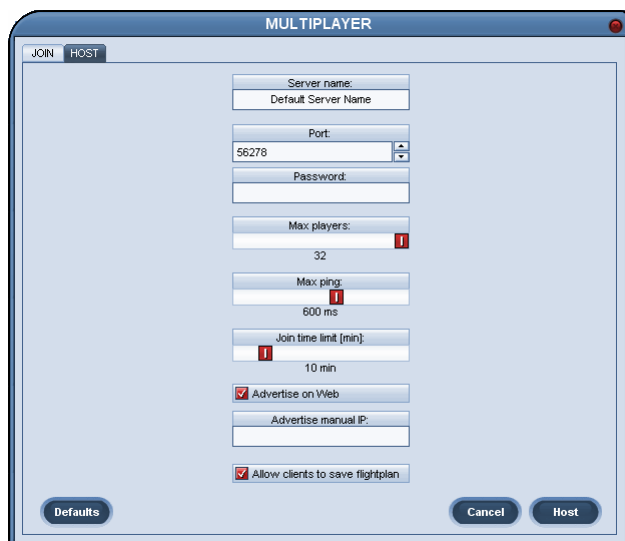 MULTIPLAYER
JOIN HOST
Server name:
Default Server Name
Port:
56278
Password:
Max players:
32
Max ping:
600 ms
Join time limit [min]:
10 min
Advertise on Web
Advertise manual IP:
Allow clients to save flightplan
Defaults Cancel Host